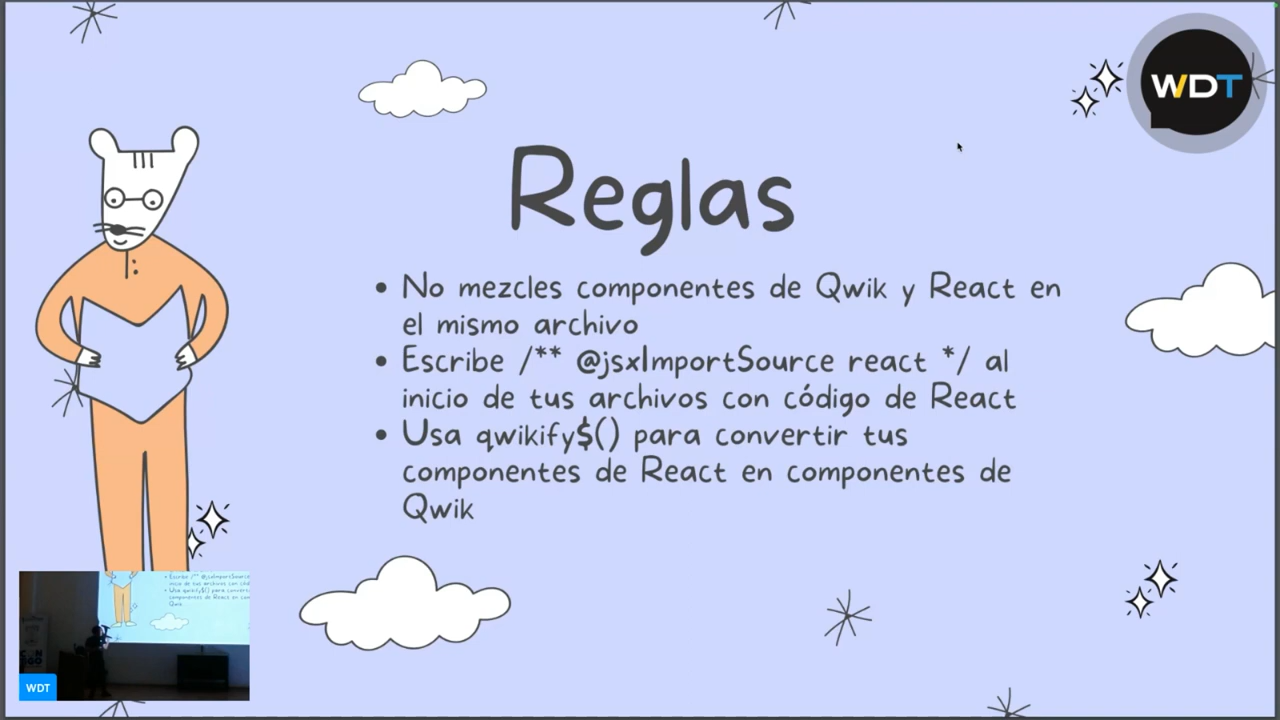 WDT
Reglas
No mezcles componentes de Qwik y React en
el mismo archivo
Escribe /** @jsxImportSource react */ al
inicio de tus archivos con código de React
Usa qwikify$() para convertir tus
componentes de React en componentes de
Qwik
WDT